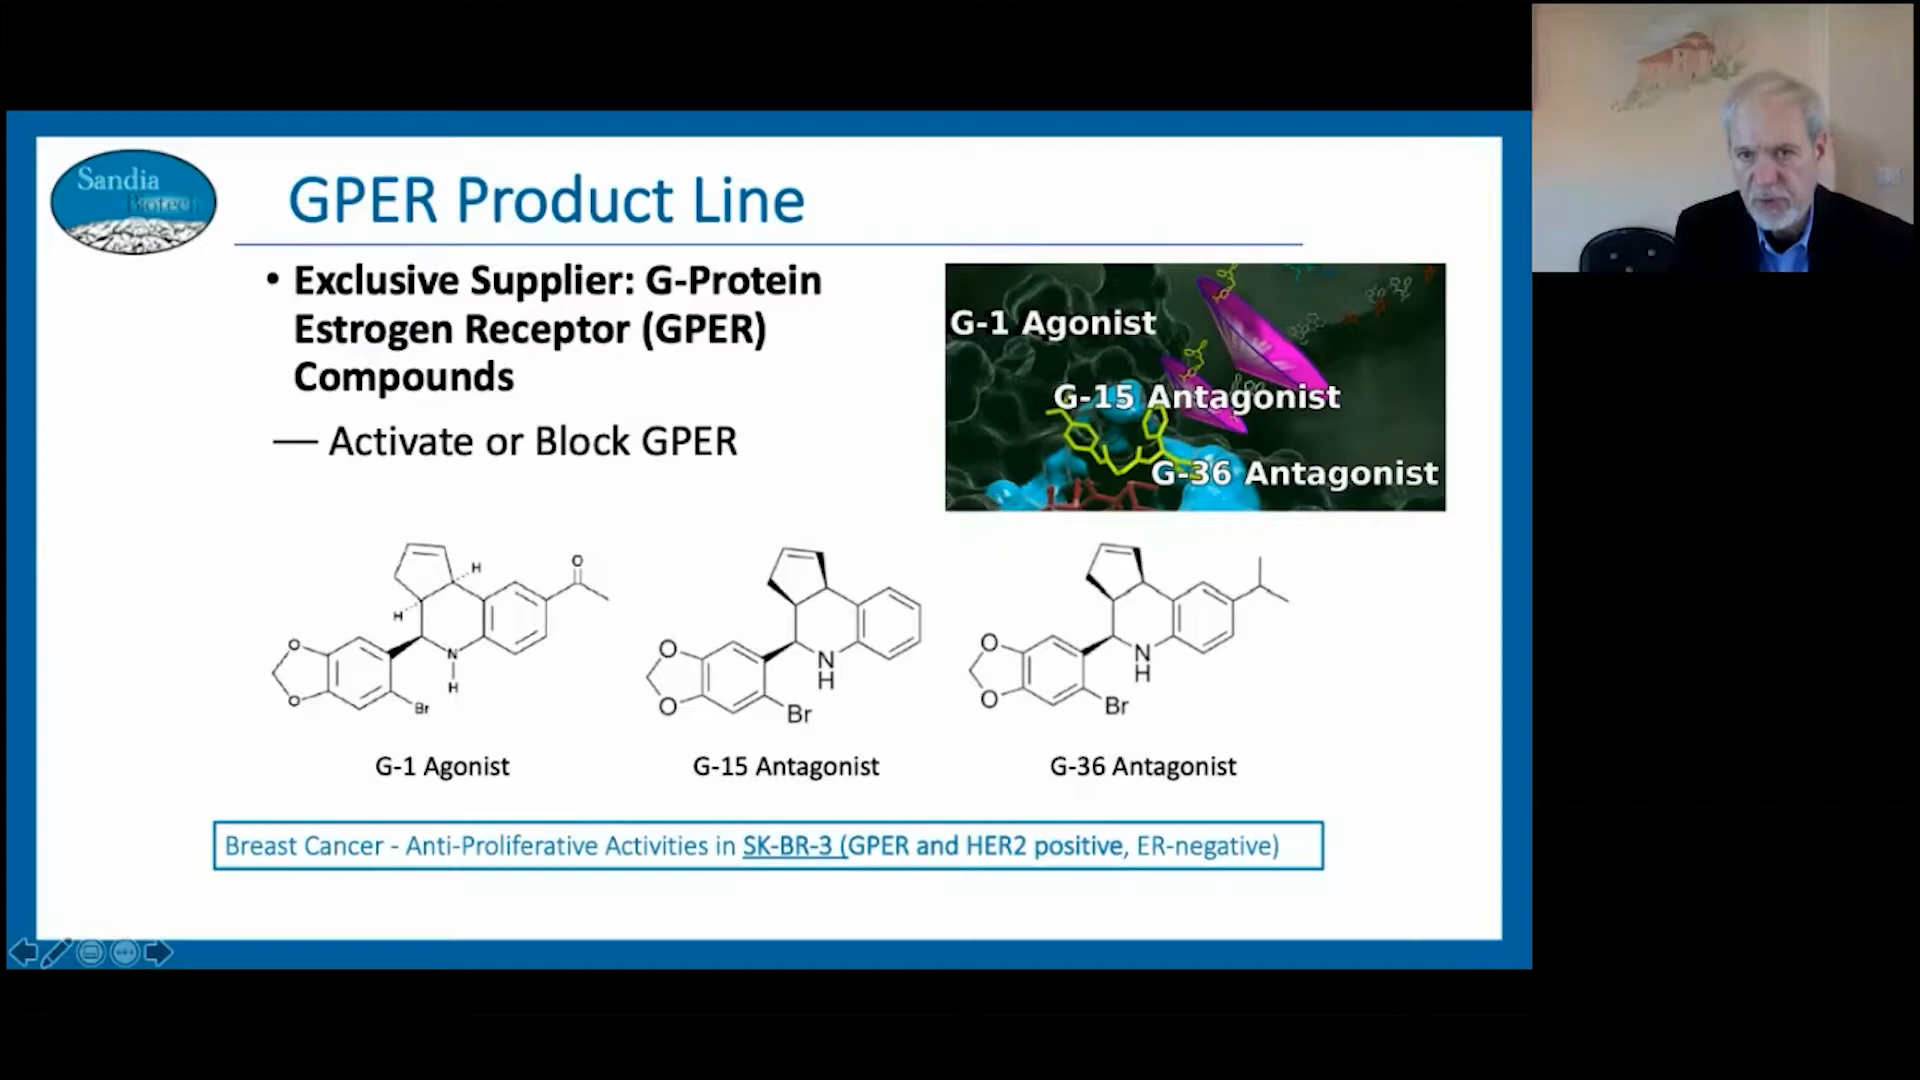 Sandia
Biotech
GPER Product Line
• Exclusive Supplier: G-Protein
Estrogen Receptor (GPER)
Compounds
— Activate or Block GPER
G-1 Agonist
G-15 Antagonist
G-36 Antagonist
H
H
O
O
O
N
H
Br
O
O
N
H
Br
O
O
N
H
Br
G-1 Agonist
G-15 Antagonist
G-36 Antagonist
Breast Cancer - Anti-Proliferative Activities in SK-BR-3 (GPER and HER2 positive, ER-negative)